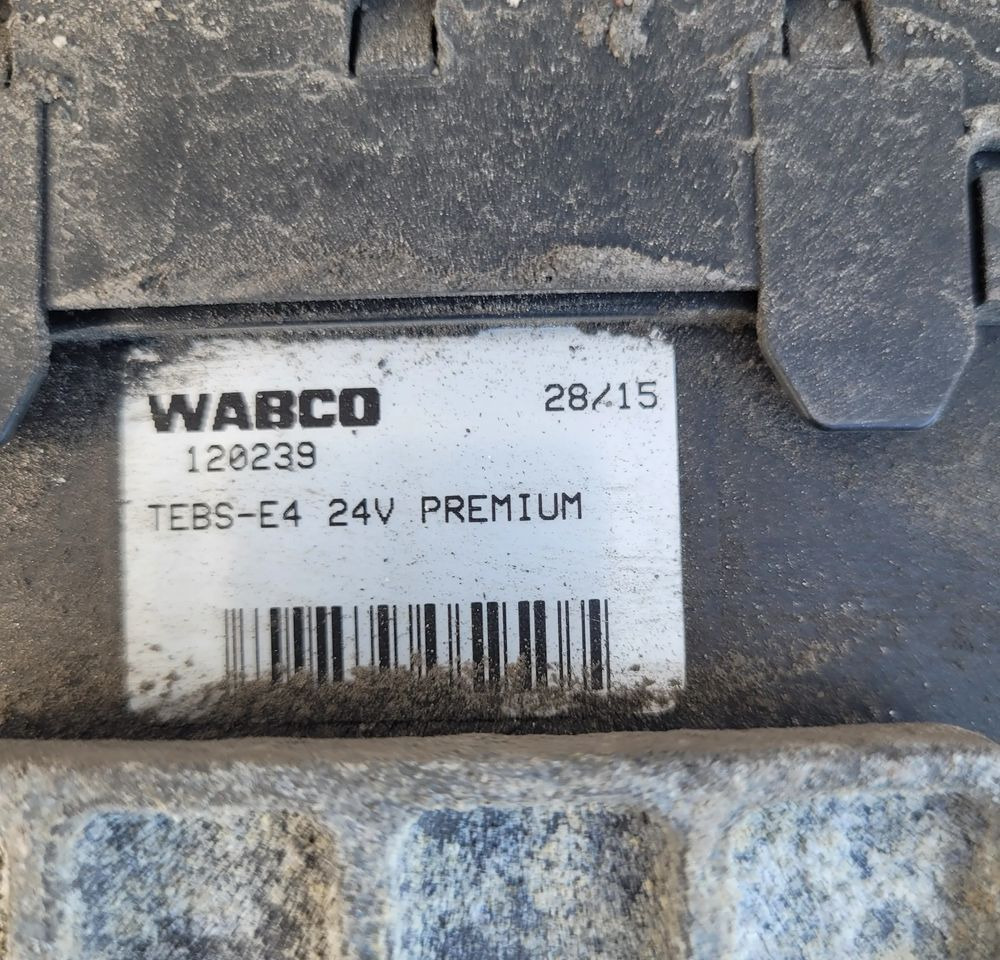 WABCO 28/15
120239
TEBS-E4 24V PREMIUM